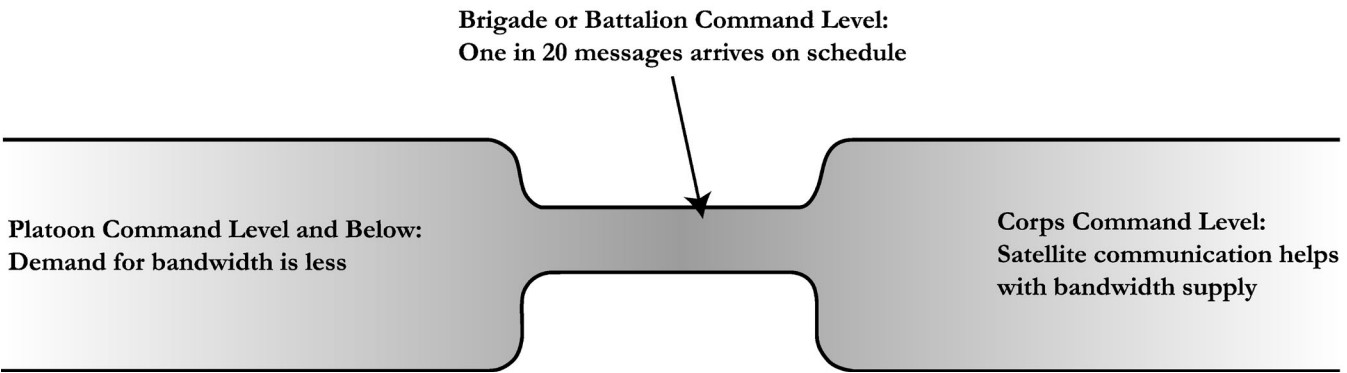 Brigade or Battalion Command Level:
One in 20 messages arrives on schedule
Platoon Command Level and Below:
Demand for bandwidth is less
Corps Command Level:
Satellite communication helps
with bandwidth supply